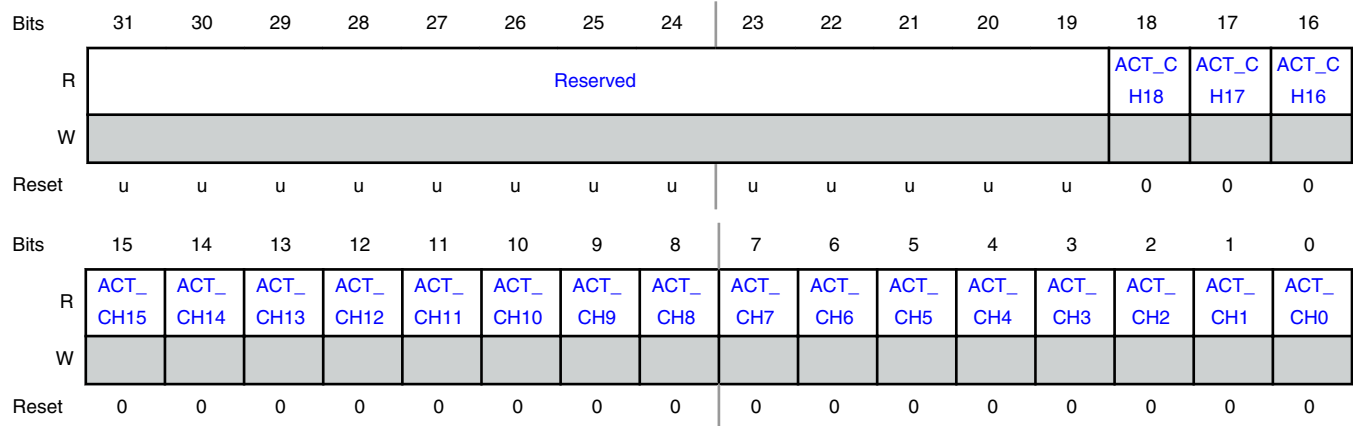 Bits 31 30 29 28 27 26 25 24 23 22 21 20 19 18 17 16
R Reserved ACT_C ACT_C ACT_C
H18 H17 H16
W
Reset u u u u u u u u u u u u u 0 0 0
Bits 15 14 13 12 11 10 9 8 7 6 5 4 3 2 1 0
R ACT_ ACT_ ACT_ ACT_ ACT_ ACT_ ACT_ ACT_ ACT_ ACT_ ACT_ ACT_ ACT_ ACT_ ACT_ ACT_
CH15 CH14 CH13 CH12 CH11 CH10 CH9 CH8 CH7 CH6 CH5 CH4 CH3 CH2 CH1 CH0
W
Reset 0 0 0 0 0 0 0 0 0 0 0 0 0 0 0 0